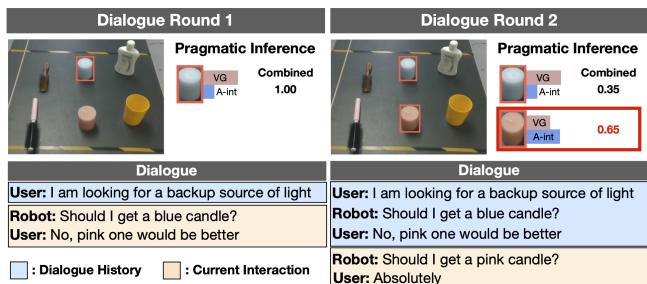 Dialogue Round 1
Pragmatic Inference
Combined
VG
A-int
1.00
Dialogue
User: I am looking for a backup source of light
Robot: Should I get a blue candle?
User: No, pink one would be better
: Dialogue History
: Current Interaction
Dialogue Round 2
Pragmatic Inference
Combined
VG
A-int
0.35
VG
A-int
0.65
Dialogue
User: I am looking for a backup source of light
Robot: Should I get a blue candle?
User: No, pink one would be better
Robot: Should I get a pink candle?
User: Absolutely